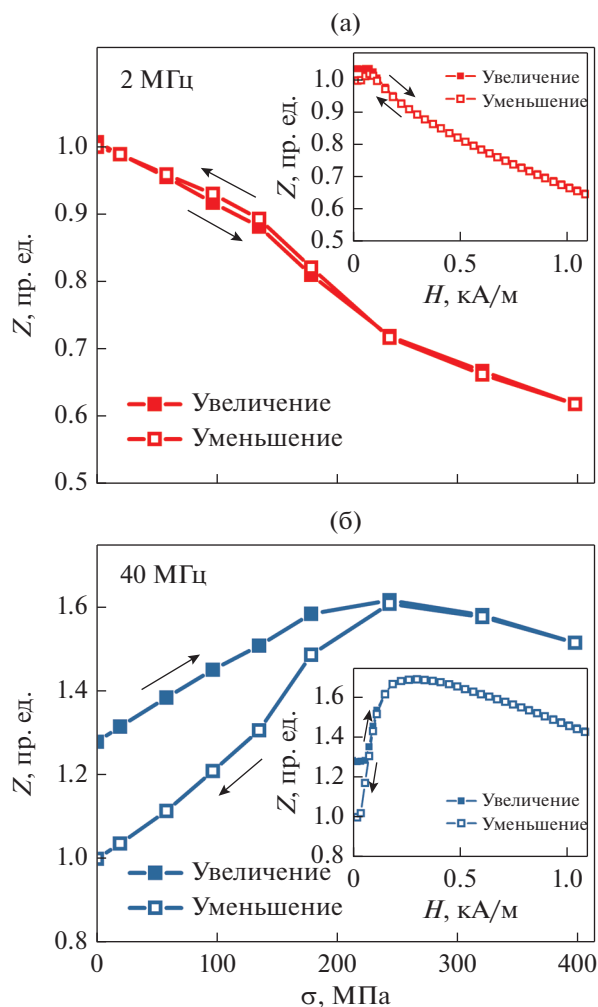 (а)
2 МГц
Z, пр. ед.
1.0
0.9
0.8
0.7
0.6
0.5
Увеличение
Уменьшение
Z, пр. ед.
1.0
0.9
0.8
0.7
0.6
0.5
Увеличение
Уменьшение
0
0.5
1.0
H, кА/м
(б)
40 МГц
Z, пр. ед.
1.6
1.4
1.2
1.0
0.8
Увеличение
Уменьшение
Z, пр. ед.
1.6
1.4
1.2
1.0
0.8
Увеличение
Уменьшение
0
0.5
1.0
H, кА/м
0
100
200
300
400
σ, МПа